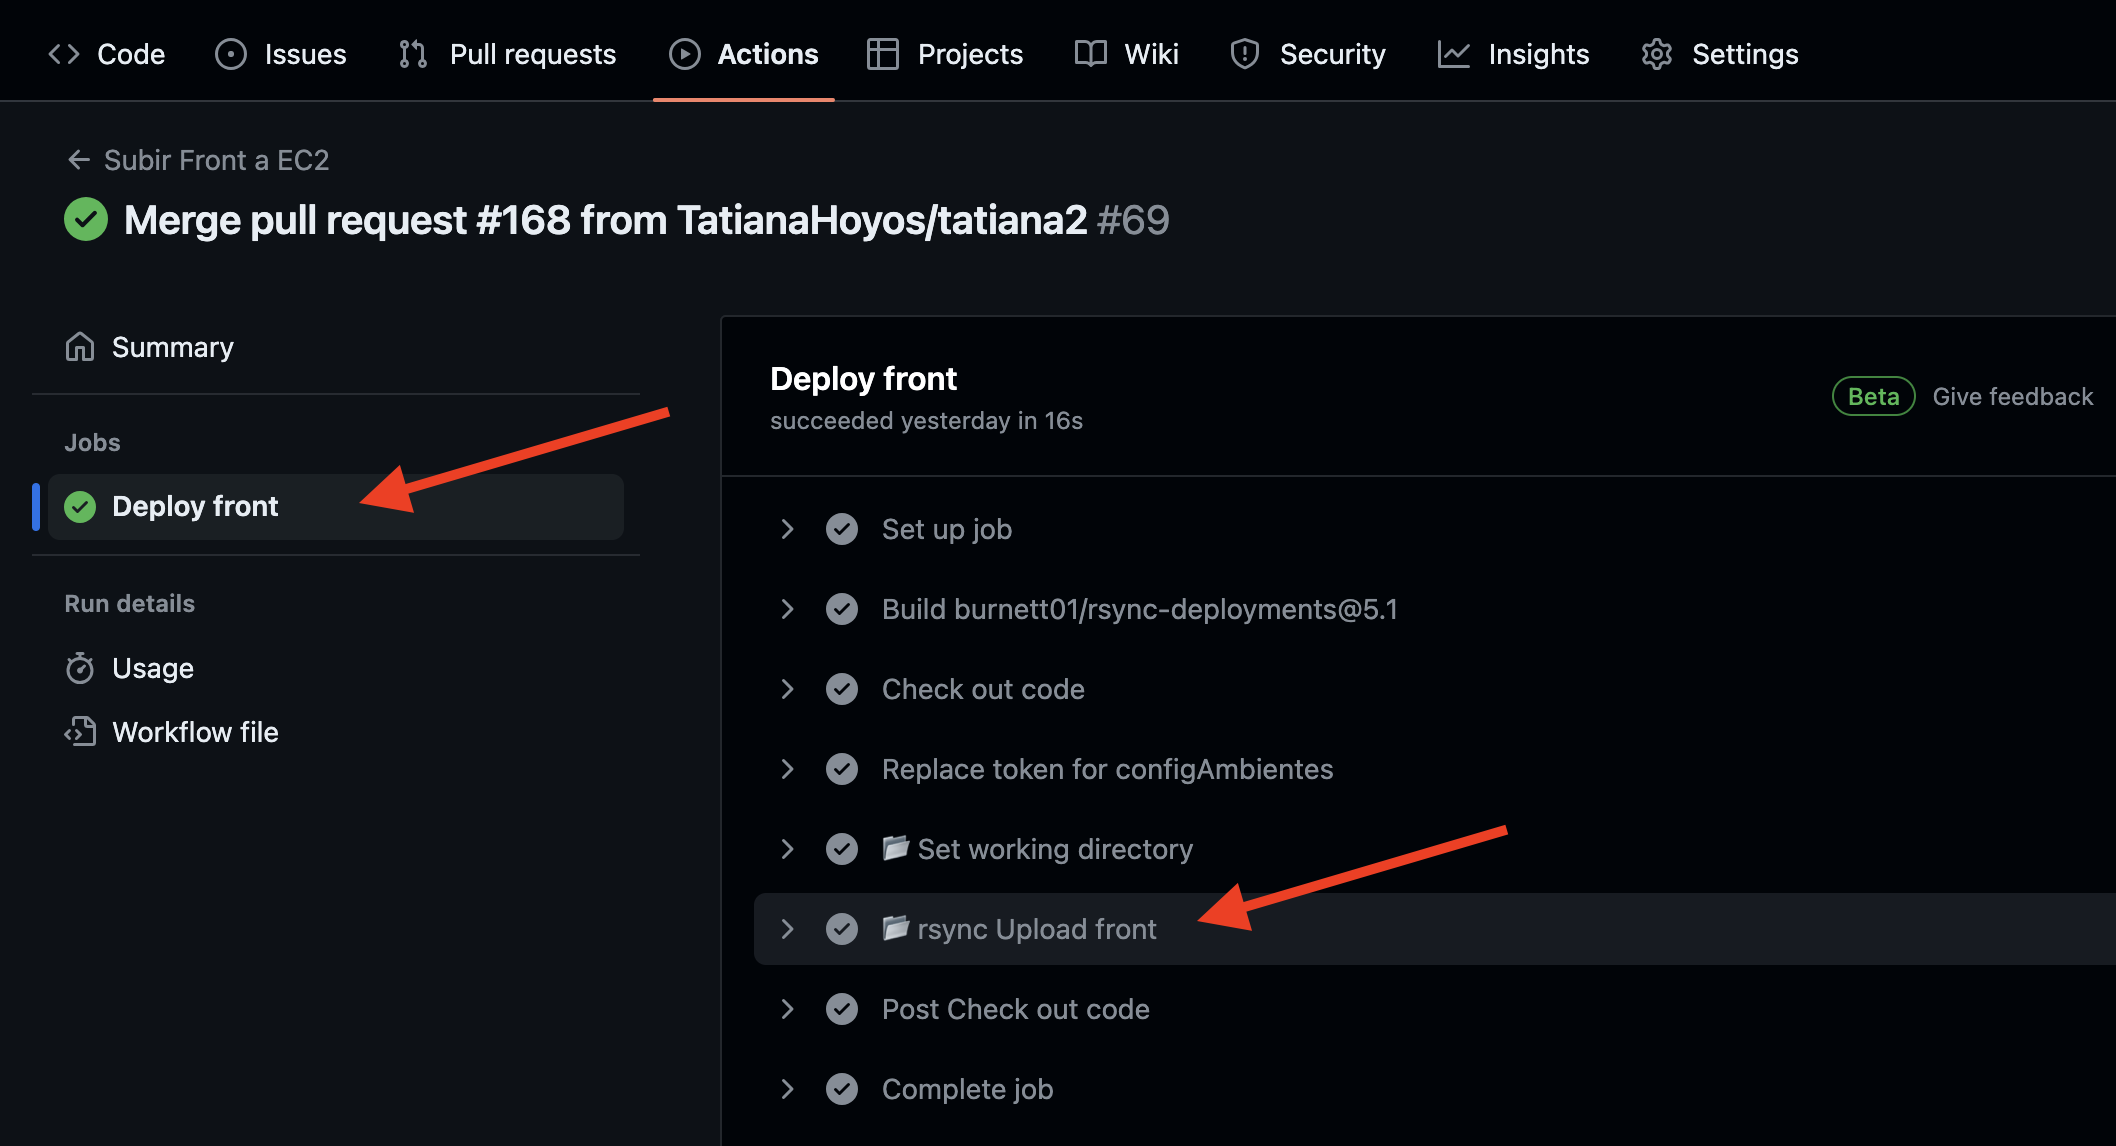 Code Issues Pull requests Actions Projects Wiki Security Insights Settings
Subir Front a EC2
Merge pull request #168 from TatianaHoyos/tatiana2 #69
Summary
Jobs
Deploy front
Run details
Usage
Workflow file
Deploy front
succeeded yesterday in 16s
Beta Give feedback
Set up job
Build burnett01/rsync-deployments@5.1
Check out code
Replace token for configAmbientes
Set working directory
rsync Upload front
Post Check out code
Complete job